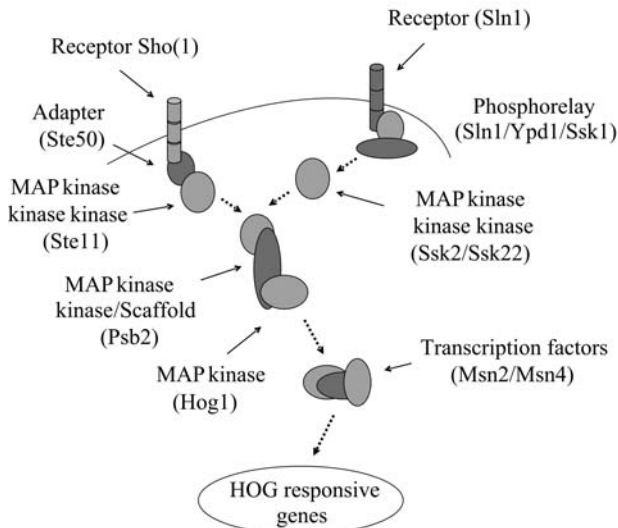 Receptor (Sln1)
Receptor Sho(1)
Adapter
(Ste50)
Phosphorelay
(Sln1/Ypd1/Ssk1)
MAP kinase
kinase kinase
(Ste11)
MAP kinase
kinase kinase
(Ssk2/Ssk22)
MAP kinase
kinase/Scaffold
(Psb2)
MAP kinase
(Hog1)
Transcription factors
(Msn2/Msn4)
HOG responsive
genes